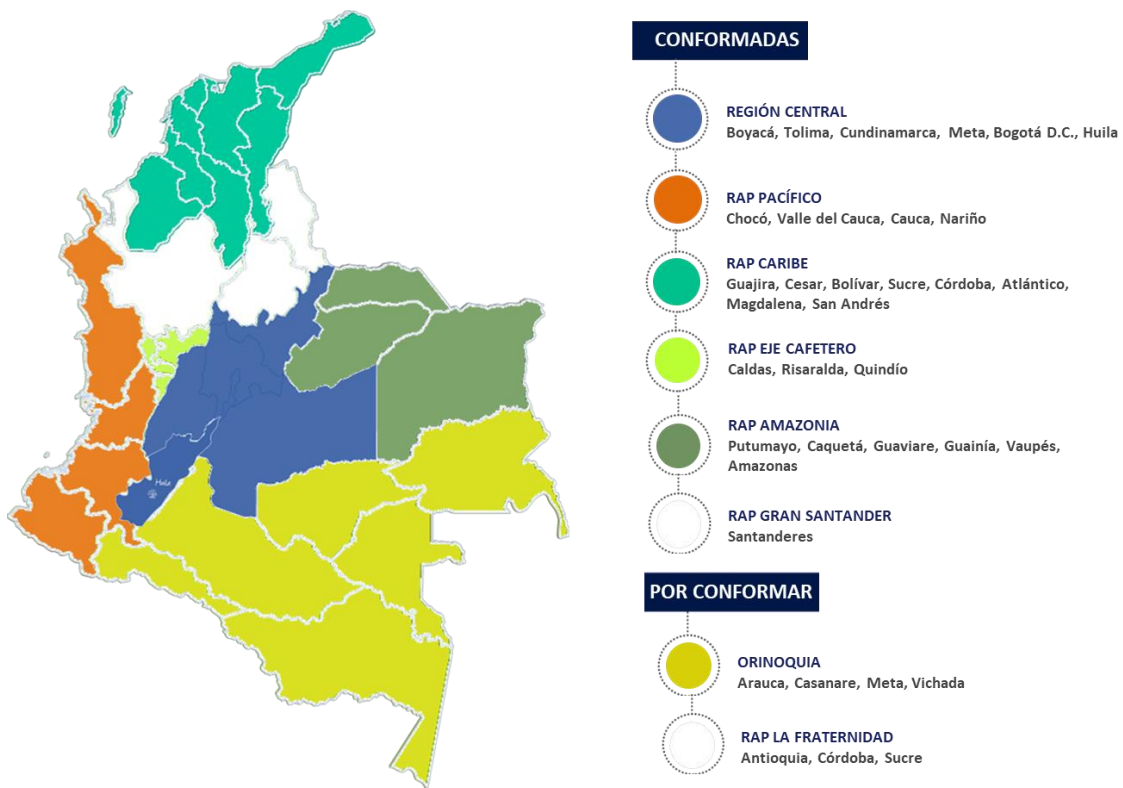 CONFORMADAS
REGIÓN CENTRAL
Boyacá, Tolima, Cundinamarca, Meta, Bogotá D.C., Huila
RAP PACÍFICO
Chocó, Valle del Cauca, Cauca, Nariño
RAP CARIBE
Guajira, Cesar, Bolívar, Sucre, Córdoba, Atlántico,
Magdalena, San Andrés
RAP EJE CAFETERO
Caldas, Risaralda, Quindío
RAP AMAZONIA
Putumayo, Caquetá, Guaviare, Guainía, Vaupés,
Amazonas
Huila
RAP GRAN SANTANDER
Santanderes
POR CONFORMAR
ORINOQUIA
Arauca, Casanare, Meta, Vichada
RAP LA FRATERNIDAD
Antioquia, Córdoba, Sucre